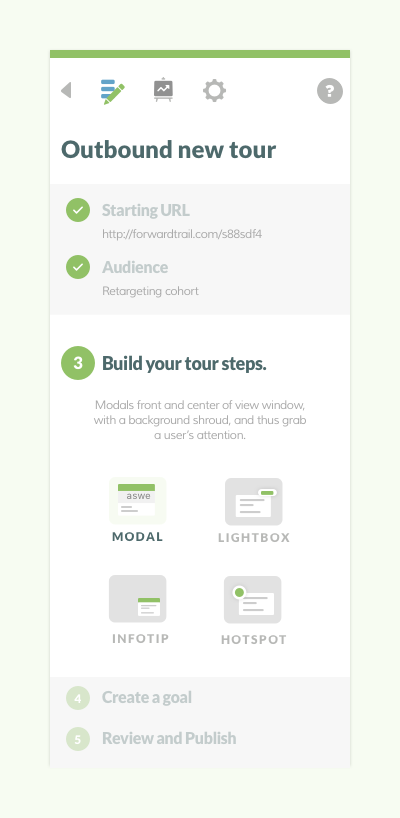 ?
Outbound new tour
Starting URL
http://forwardtrail.com/s88sdf4
Audience
Retargeting cohort
3 Build your tour steps.
Modals front and center of view window,
with a background shroud, and thus grab
a user's attention.
aswe
MODAL
LIGHTBOX
INFOTIP
HOTSPOT
4 Create a goal
5 Review and Publish